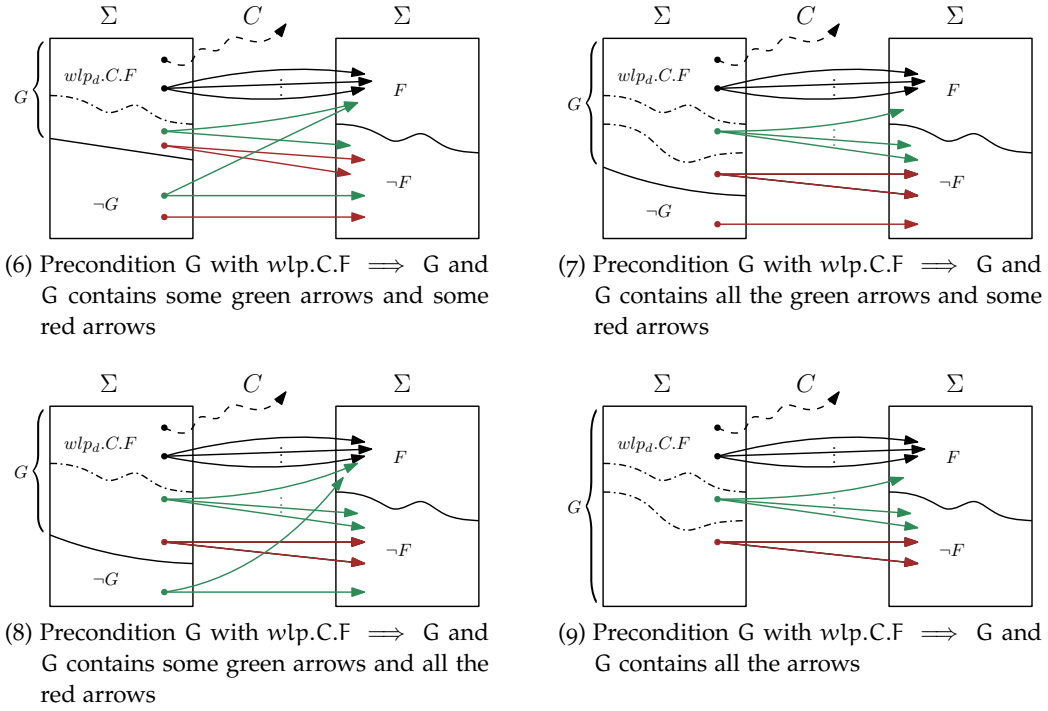 Σ C Σ
wlp_d.C.F
G
F
¬F
¬G
(6) Precondition G with wlp.C.F ⟹ G and
G contains some green arrows and some
red arrows
Σ C Σ
wlp_d.C.F
F
G
¬F
¬G
(7) Precondition G with wlp.C.F ⟹ G and
G contains all the green arrows and some
red arrows
Σ C Σ
wlp_d.C.F
F
G
¬F
¬G
(8) Precondition G with wlp.C.F ⟹ G and
G contains some green arrows and all the
red arrows
Σ C Σ
wlp_d.C.F
F
G
¬F
(9) Precondition G with wlp.C.F ⟹ G and
G contains all the arrows